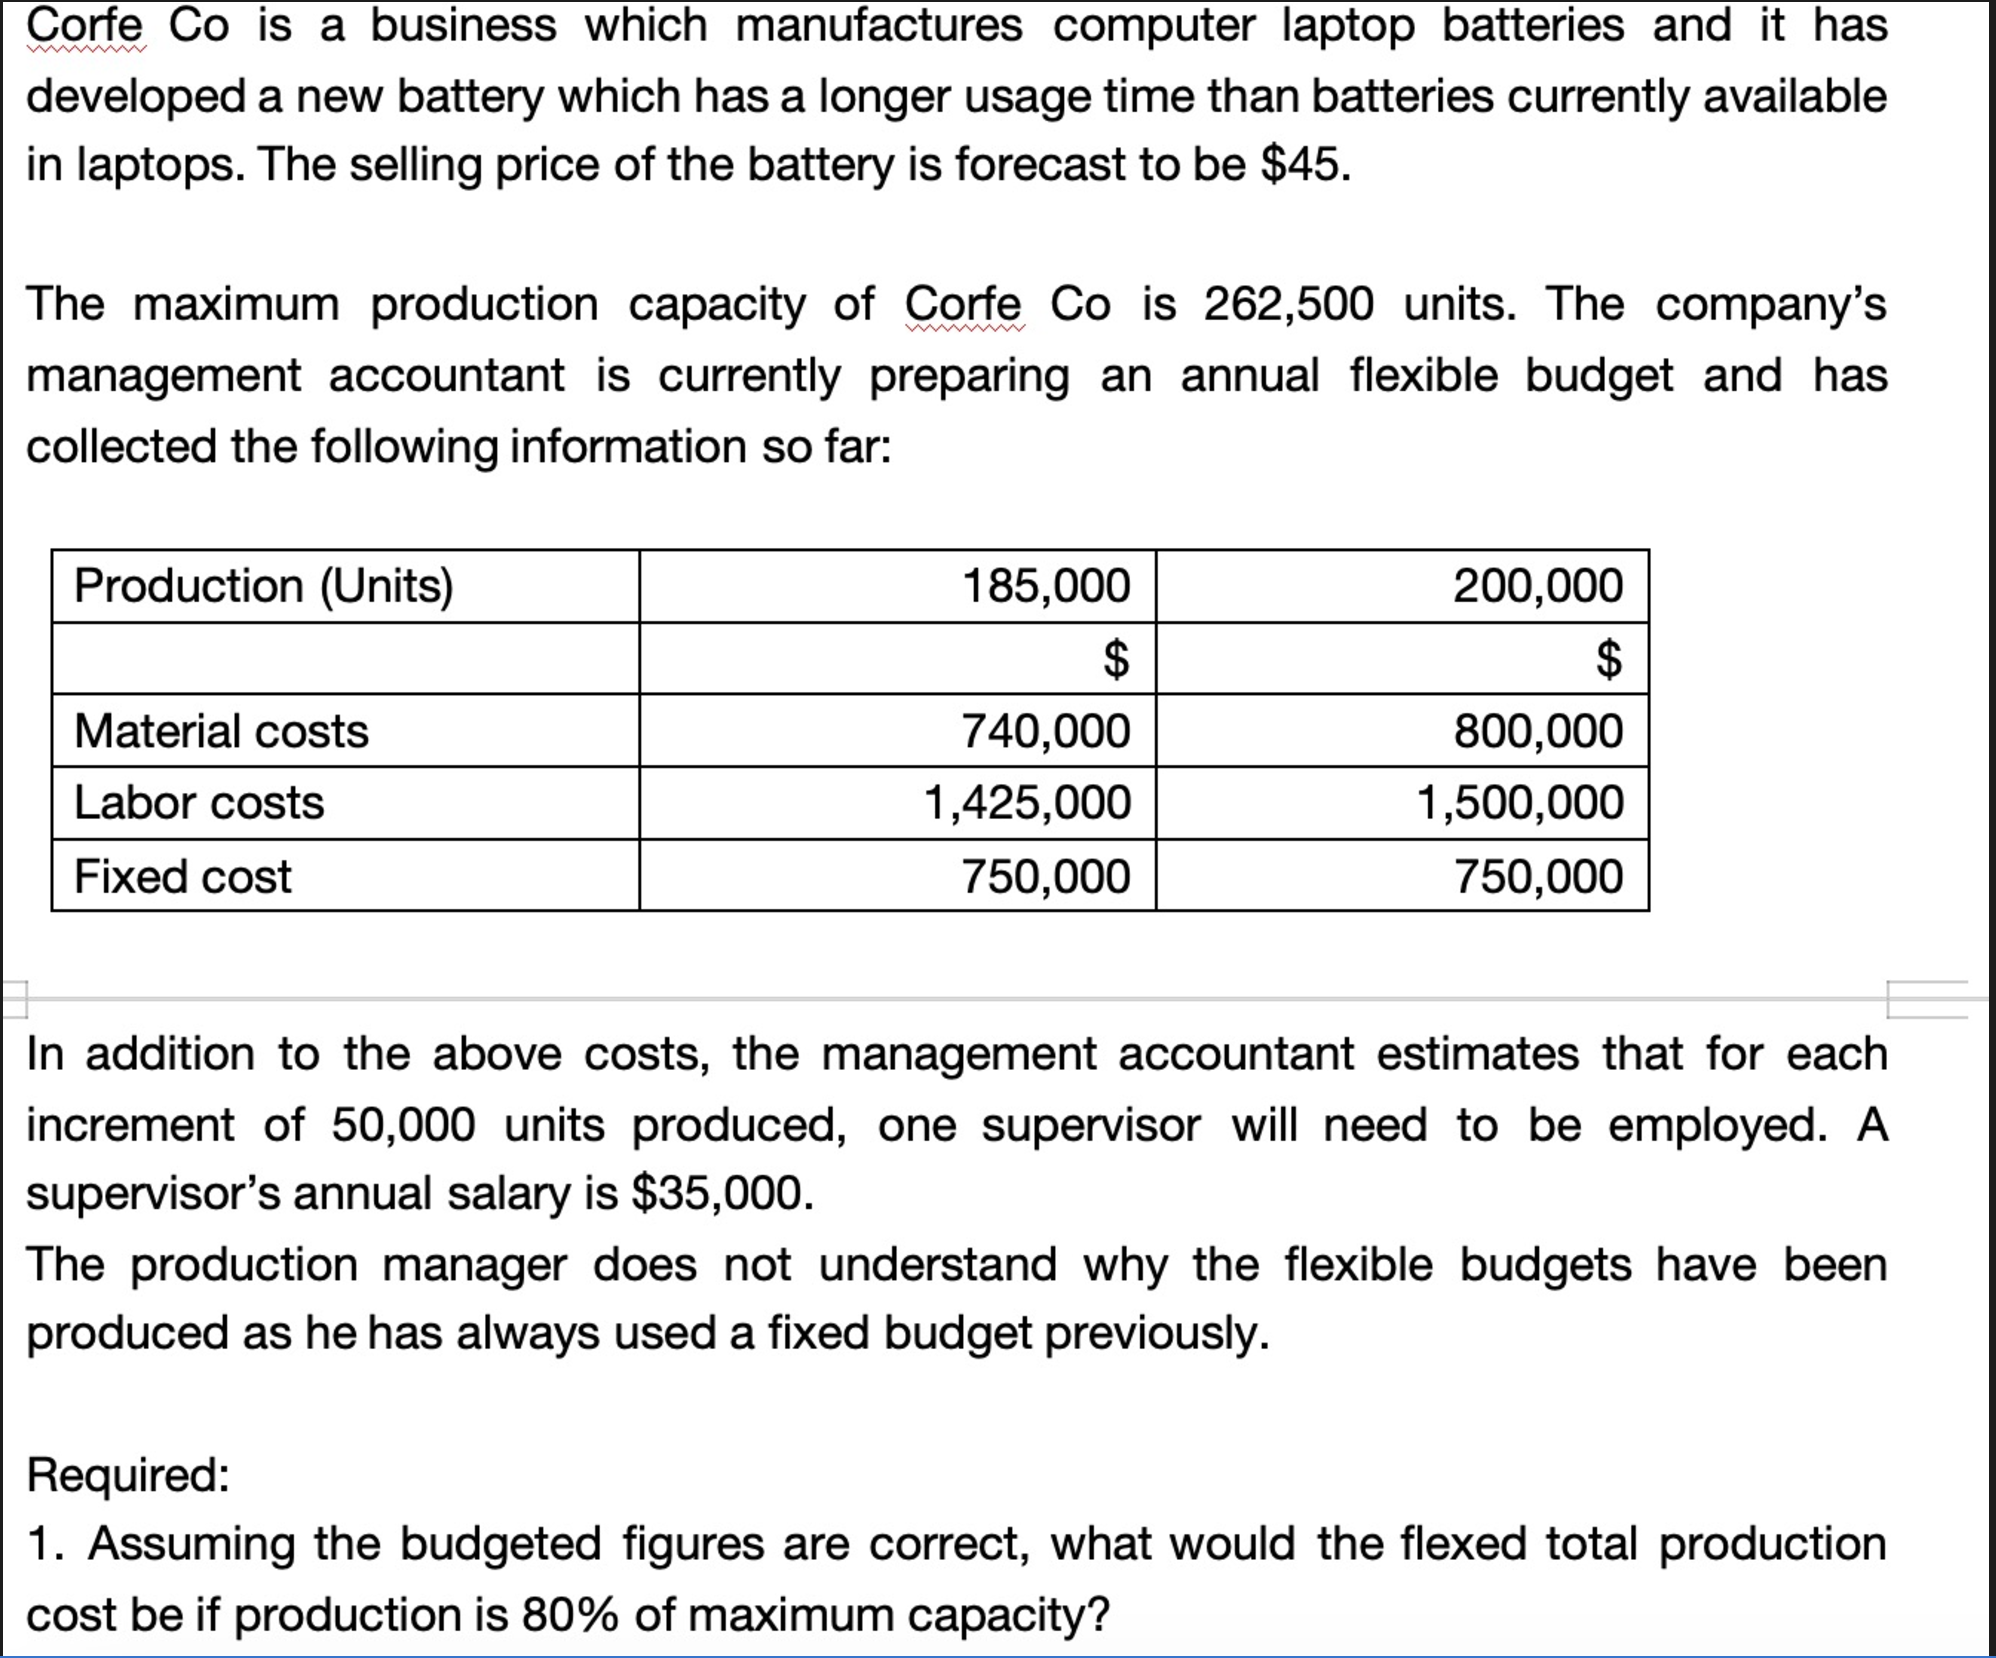 Corfe Co is a business which manufactures computer laptop batteries and it has
developed a new battery which has a longer usage time than batteries currently available
in laptops. The selling price of the battery is forecast to be $45.
The maximum production capacity of Corfe Co is 262,500 units. The company's
management accountant is currently preparing an annual flexible budget and has
collected the following information so far:
Production (Units) 185,000 200,000
$ $
Material costs 740,000 800,000
Labor costs 1,425,000 1,500,000
Fixed cost 750,000 750,000
In addition to the above costs, the management accountant estimates that for each
increment of 50,000 units produced, one supervisor will need to be employed. A
supervisor's annual salary is $35,000.
The production manager does not understand why the flexible budgets have been
produced as he has always used a fixed budget previously.
Required:
1. Assuming the budgeted figures are correct, what would the flexed total production
cost be if production is 80% of maximum capacity?